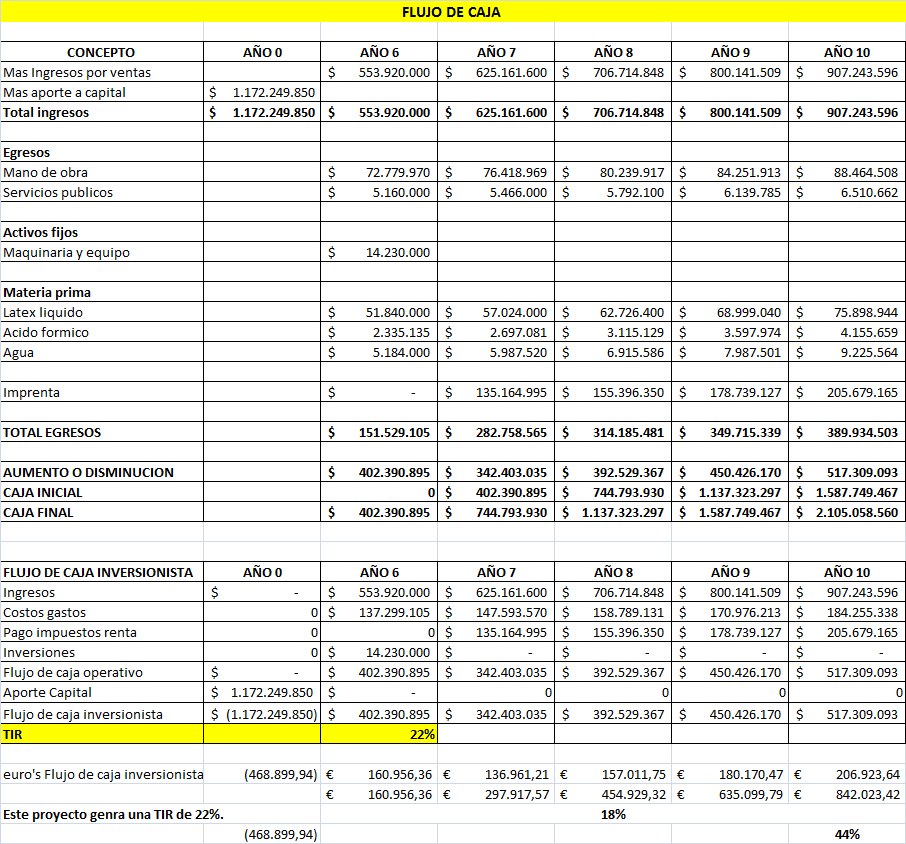 FLUJO DE CAJA
CONCEPTO AÑO 0 AÑO 6 AÑO 7 AÑO 8 AÑO 9 AÑO 10
Mas Ingresos por ventas $ 553.920.000 $ 625.161.600 $ 706.714.848 $ 800.141.509 $ 907.243.596
Mas aporte a capital $ 1.172.249.850
Total ingresos $ 1.172.249.850 $ 553.920.000 $ 625.161.600 $ 706.714.848 $ 800.141.509 $ 907.243.596
Egresos
Mano de obra $ 72.779.970 $ 76.418.969 $ 80.239.917 $ 84.251.913 $ 88.464.508
Servicios publicos $ 5.160.000 $ 5.466.000 $ 5.792.100 $ 6.139.785 $ 6.510.662
Activos fijos
Maquinaria y equipo $ 14.230.000
Materia prima
Latex liquido $ 51.840.000 $ 57.024.000 $ 62.726.400 $ 68.999.040 $ 75.898.944
Acido formico $ 2.335.135 $ 2.697.081 $ 3.115.129 $ 3.597.974 $ 4.155.659
Agua $ 5.184.000 $ 5.987.520 $ 6.915.586 $ 7.987.501 $ 9.225.564
Imprenta $ - $ 135.164.995 $ 155.396.350 $ 178.739.127 $ 205.679.165
TOTAL EGRESOS $ 151.529.105 $ 282.758.565 $ 314.185.481 $ 349.715.339 $ 389.934.503
AUMENTO O DISMINUCION $ 402.390.895 $ 342.403.035 $ 392.529.367 $ 450.426.170 $ 517.309.093
CAJA INICIAL 0 $ 402.390.895 $ 744.793.930 $ 1.137.323.297 $ 1.587.749.467
CAJA FINAL $ 402.390.895 $ 744.793.930 $ 1.137.323.297 $ 1.587.749.467 $ 2.105.058.560
FLUJO DE CAJA INVERSIONISTA AÑO 0 AÑO 6 AÑO 7 AÑO 8 AÑO 9 AÑO 10
Ingresos $ - $ 553.920.000 $ 625.161.600 $ 706.714.848 $ 800.141.509 $ 907.243.596
Costos gastos 0 $ 137.299.105 $ 147.593.570 $ 158.789.131 $ 170.976.213 $ 184.255.338
Pago impuestos renta 0 0 $ 135.164.995 $ 155.396.350 $ 178.739.127 $ 205.679.165
Inversiones 0 $ 14.230.000 $ - $ - $ - $ -
Flujo de caja operativo $ - $ 402.390.895 $ 342.403.035 $ 392.529.367 $ 450.426.170 $ 517.309.093
Aporte Capital $ 1.172.249.850 $ - 0 0 0 0
Flujo de caja inversionista $ (1.172.249.850) $ 402.390.895 $ 342.403.035 $ 392.529.367 $ 450.426.170 $ 517.309.093
TIR 22%
euro's Flujo de caja inversionista (468.899,94) € 160.956,36 € 136.961,21 € 157.011,75 € 180.170,47 € 206.923,64
€ 160.956,36 € 297.917,57 € 454.929,32 € 635.099,79 € 842.023,42
Este proyecto genra una TIR de 22%. 18%
(468.899,94) 44%